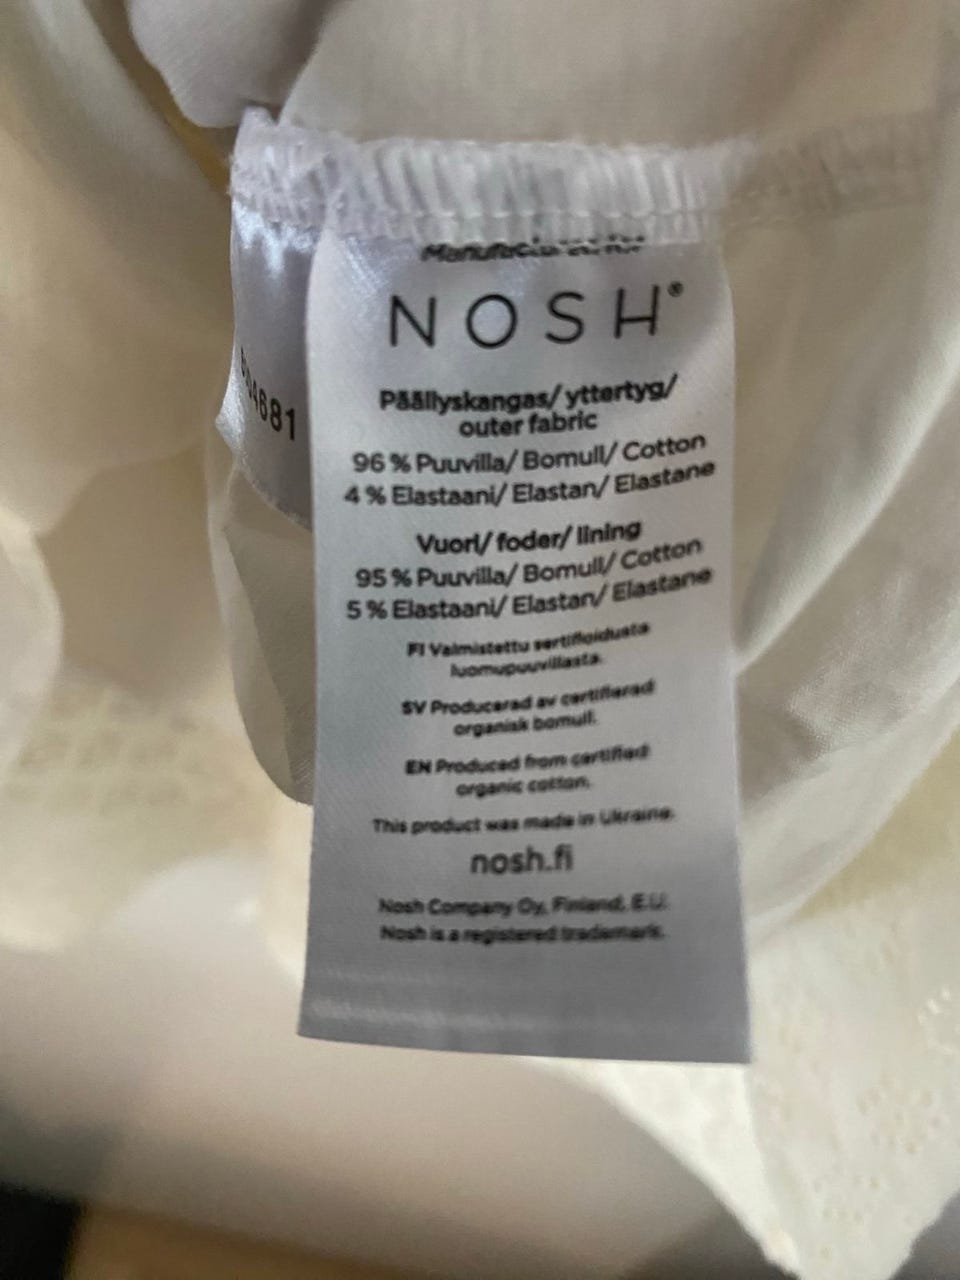 NOSH®
Päällyskangas/ yttertyg/
outer fabric
96 % Puuvilla/ Bomull/ Cotton
4 % Elastaani/ Elastan/ Elastane
Vuori/ foder/ lining
95 % Puuvilla/ Bomull/ Cotton
5 % Elastaani/ Elastan/ Elastane
FI Valmistettu sertifioidusta
luomupuuvillasta.
SV Producerad av certifierad
organisk bomull.
EN Produced from certified
organic cotton.
This product was made in Ukraine.
nosh.fi
Nosh Company Oy, Finland, E.U.
Nosh is a registered trademark.
4681